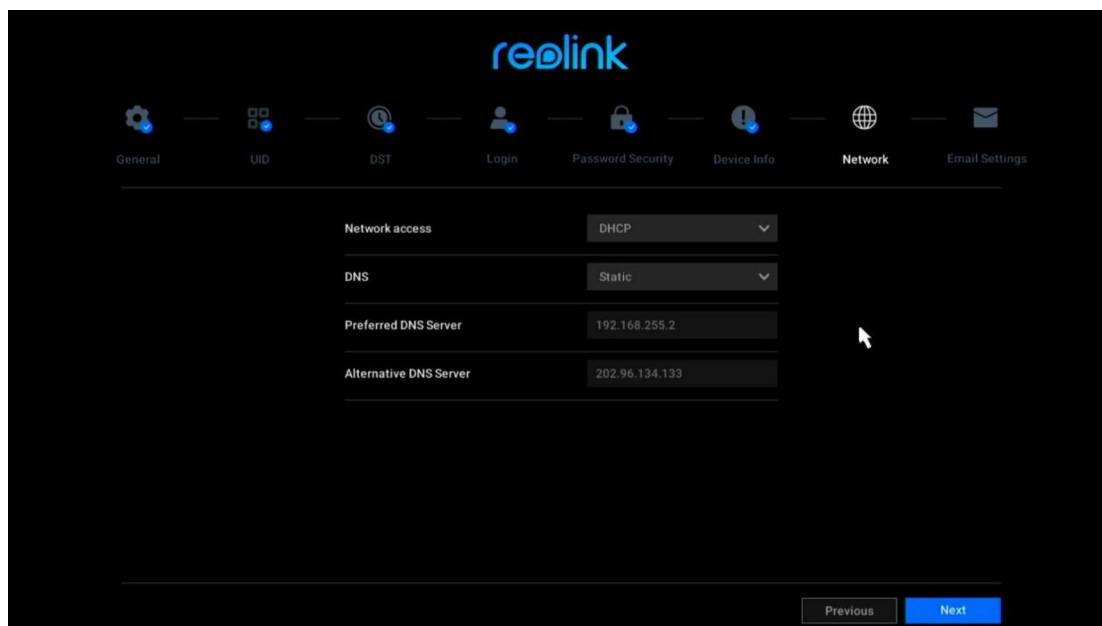 reolink
General UID DST Login Password Security Device Info Network Email Settings
Network access DHCP
DNS Static
Preferred DNS Server 192.168.255.2
Alternative DNS Server 202.96.134.133
Previous Next